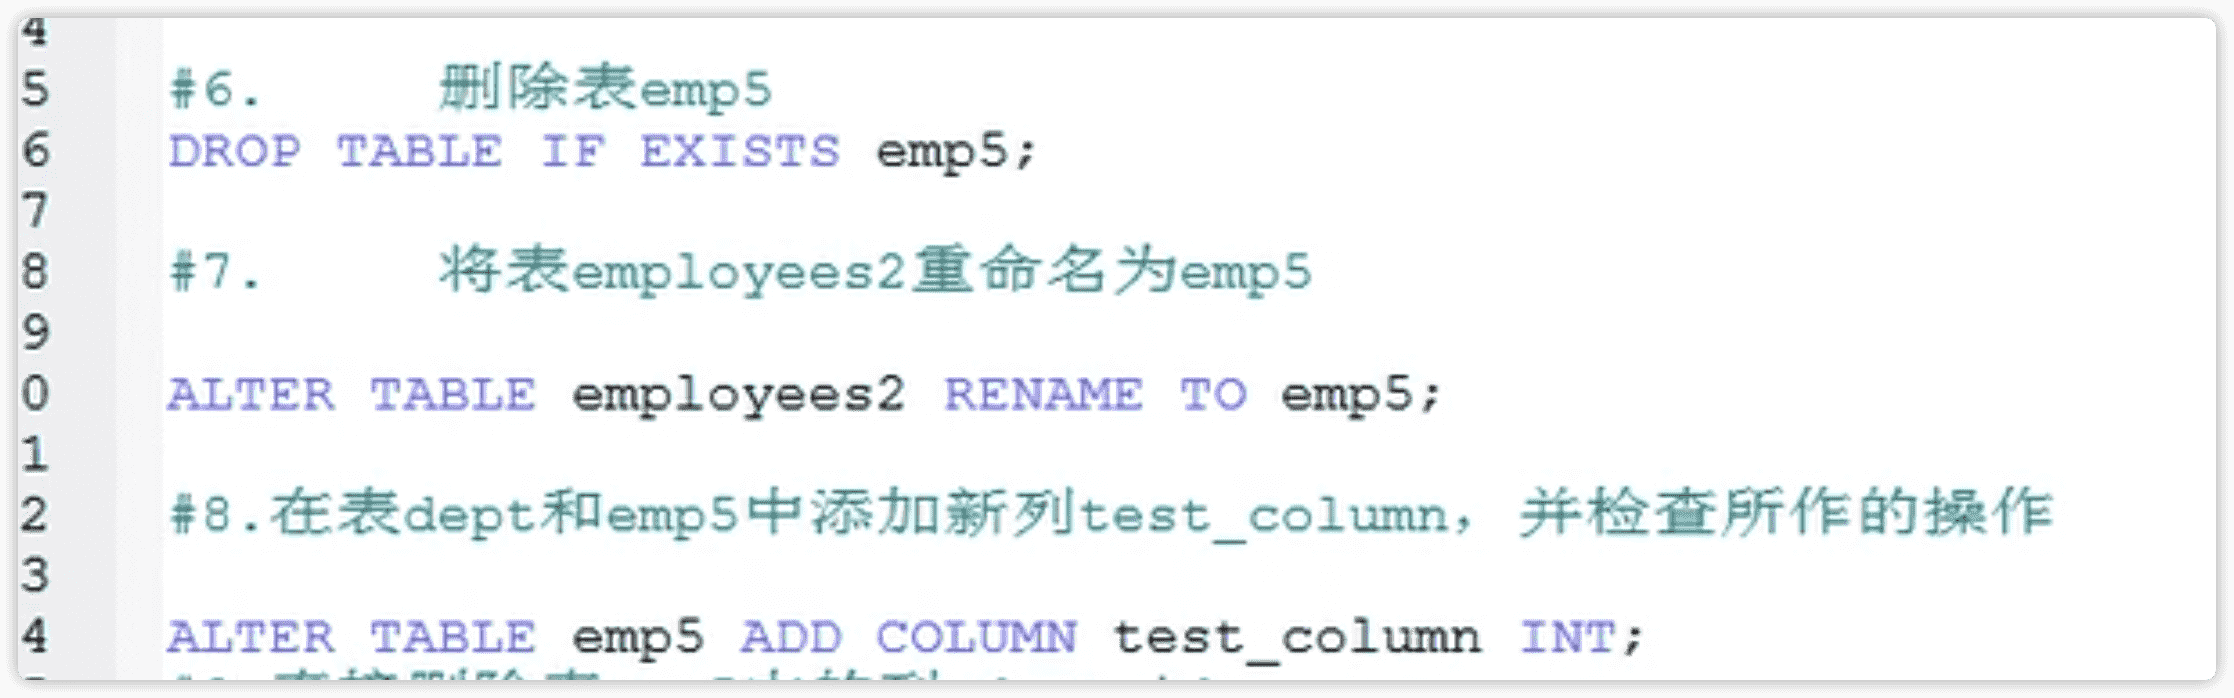 4
5 #6. 删除表emp5
6 DROP TABLE IF EXISTS emp5;
7
8 #7. 将表employees2重命名为emp5
9
0 ALTER TABLE employees2 RENAME TO emp5;
1
2 #8.在表dept和emp5中添加新列test_column，并检查所作的操作
3
4 ALTER TABLE emp5 ADD COLUMN test_column INT;